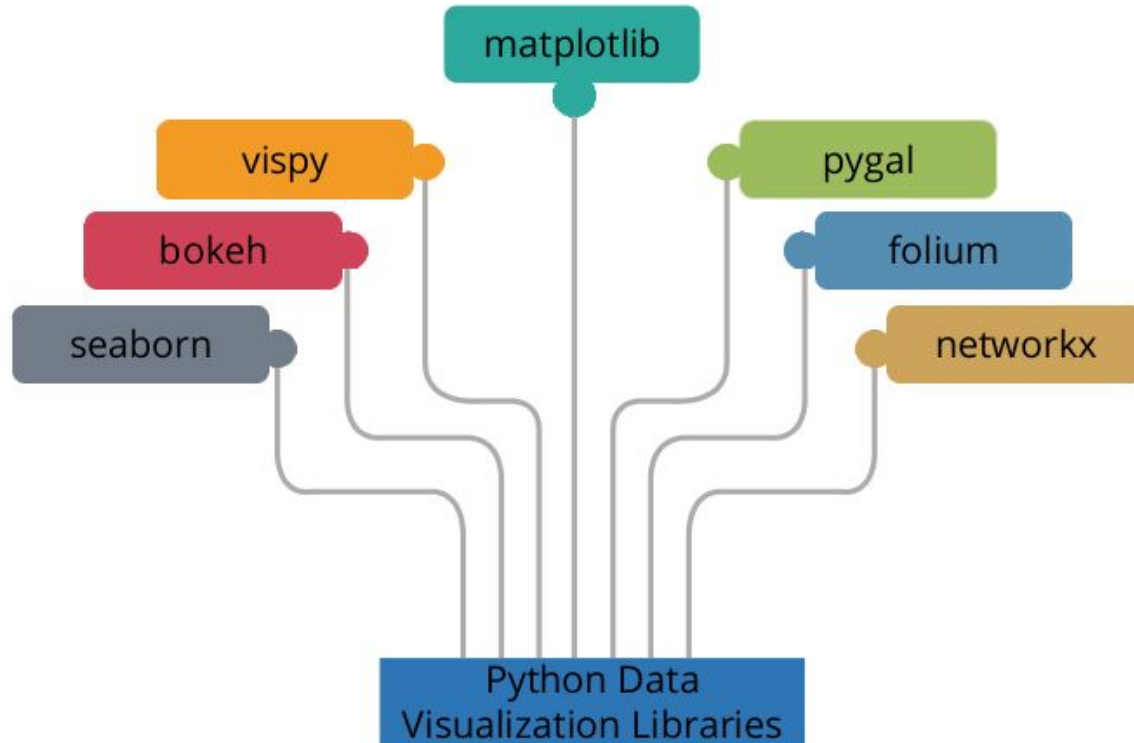 matplotlib
vispy
pygal
bokeh
folium
seaborn
networkx
Python Data
Visualization Libraries